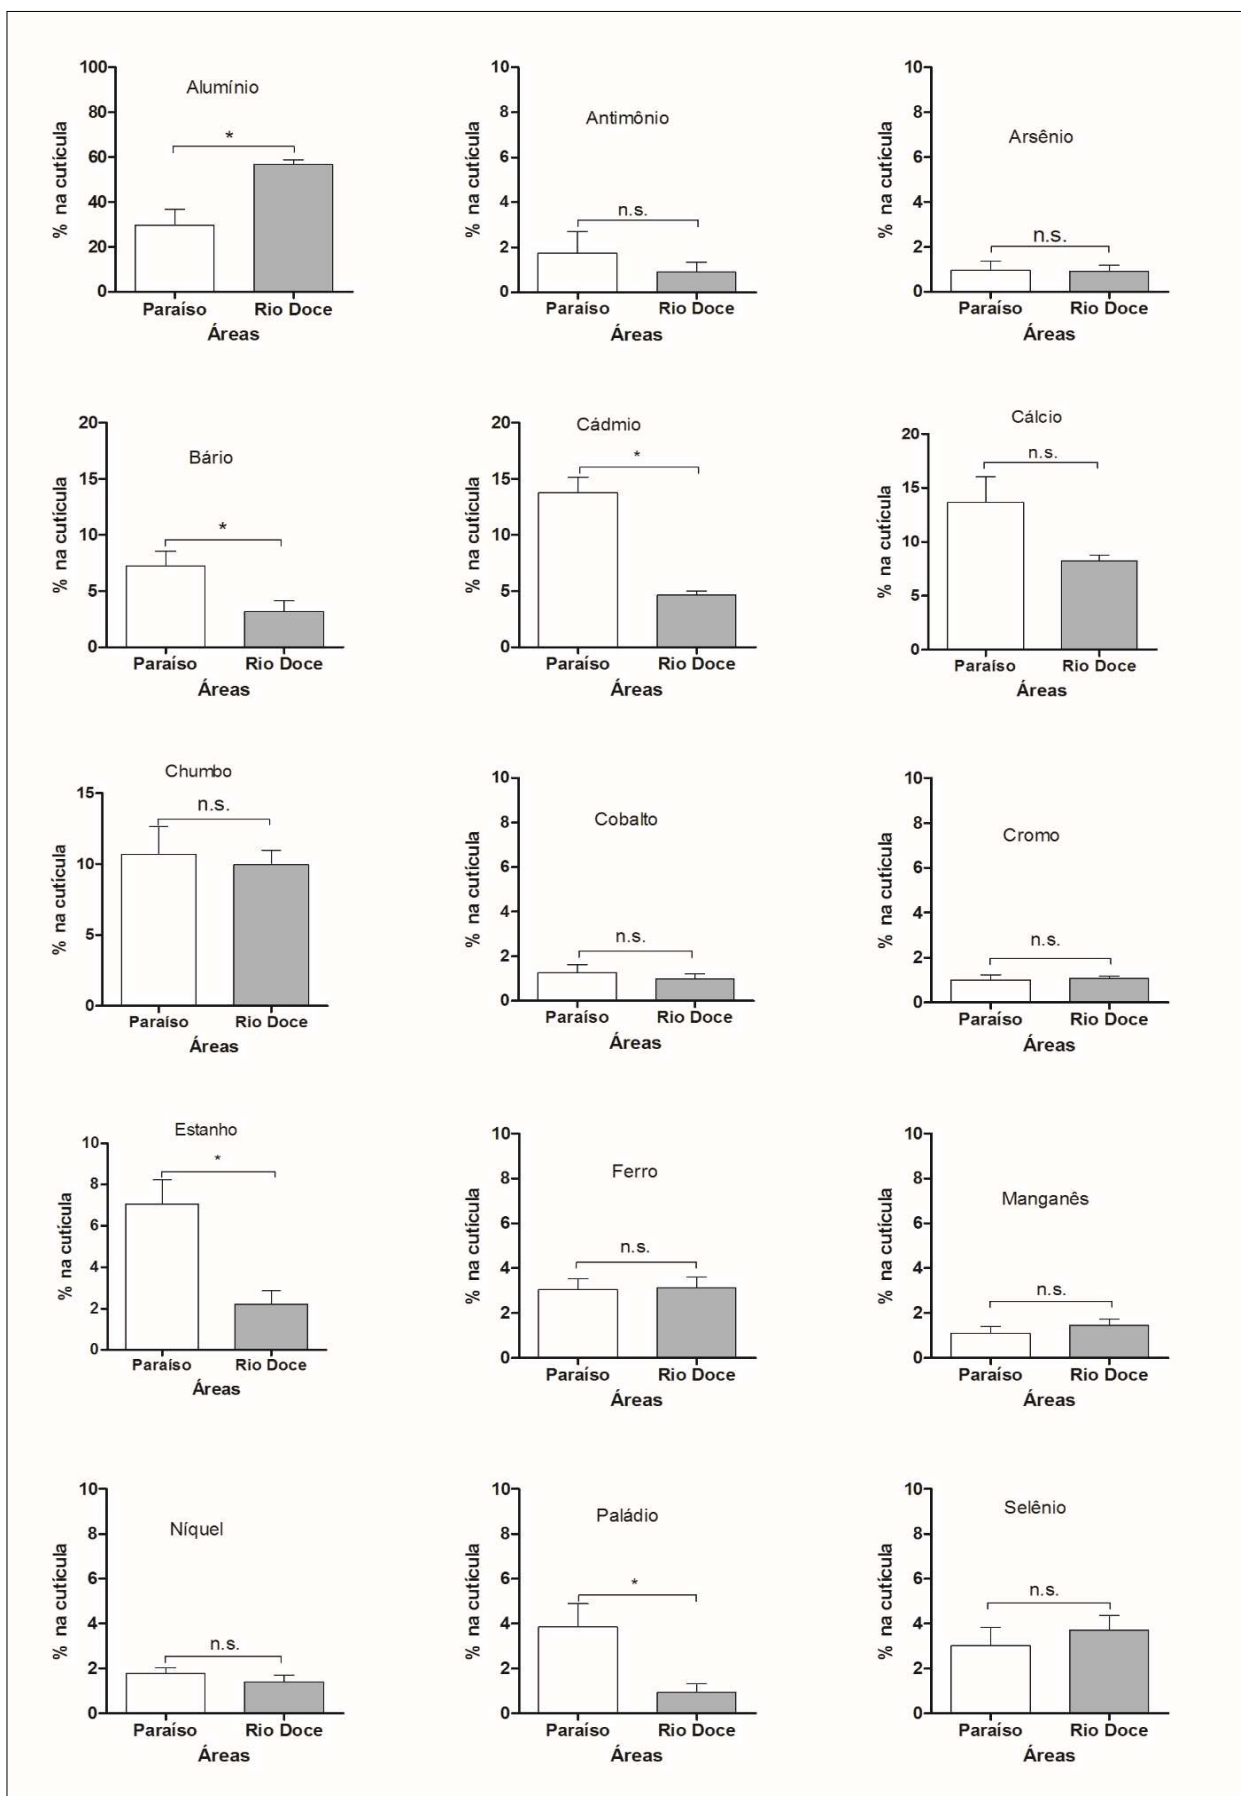 Alumínio
% na cutícula
100
80
60
40
20
0
*
Paraíso Rio Doce
Áreas
Antimônio
% na cutícula
10
8
6
4
2
0
n.s.
Paraíso Rio Doce
Áreas
Arsênio
% na cutícula
10
8
6
4
2
0
n.s.
Paraíso Rio Doce
Áreas
Bário
% na cutícula
20
15
10
5
0
*
Paraíso Rio Doce
Áreas
Cádmio
% na cutícula
20
15
10
5
0
*
Paraíso Rio Doce
Áreas
Cálcio
% na cutícula
20
15
10
5
0
n.s.
Paraíso Rio Doce
Áreas
Chumbo
% na cutícula
15
10
5
0
n.s.
Paraíso Rio Doce
Áreas
Cobalto
% na cutícula
10
8
6
4
2
0
n.s.
Paraíso Rio Doce
Áreas
Cromo
% na cutícula
10
8
6
4
2
0
n.s.
Paraíso Rio Doce
Áreas
Estanho
% na cutícula
10
8
6
4
2
0
*
Paraíso Rio Doce
Áreas
Ferro
% na cutícula
10
8
6
4
2
0
n.s.
Paraíso Rio Doce
Áreas
Manganês
% na cutícula
10
8
6
4
2
0
n.s.
Paraíso Rio Doce
Áreas
Níquel
% na cutícula
10
8
6
4
2
0
n.s.
Paraíso Rio Doce
Áreas
Paládio
% na cutícula
10
8
6
4
2
0
*
Paraíso Rio Doce
Áreas
Selênio
% na cutícula
10
8
6
4
2
0
n.s.
Paraíso Rio Doce
Áreas